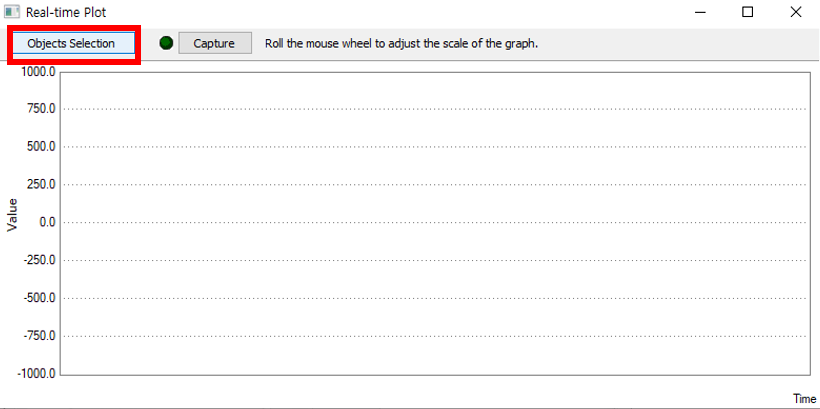 Real-time Plot
Objects Selection
Capture
Roll the mouse wheel to adjust the scale of the graph.
1000.0
750.0
500.0
250.0
0.0
-250.0
-500.0
-750.0
-1000.0
Value
Time